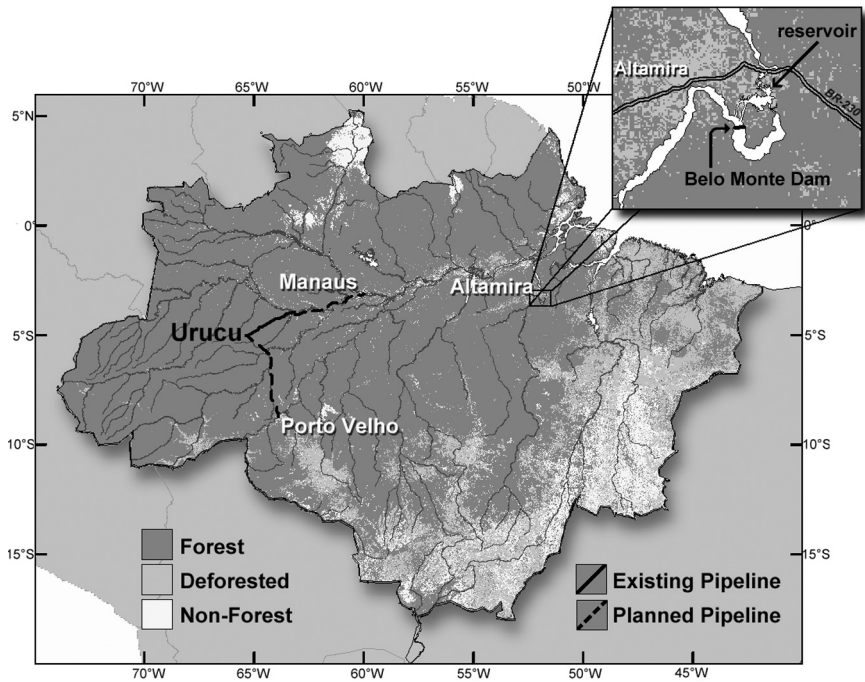 reservoir
Altamira
BR-230
Belo Monte Dam
70°W
65°W
60°W
55°W
50°W
5°N
0°
0°
Manaus
Altamira
Urucu
5°S
5°S
Porto Velho
10°S
10°S
15°S
15°S
Forest
Deforested
Non-Forest
Existing Pipeline
Planned Pipeline
70°W
65°W
60°W
55°W
50°W
45°W